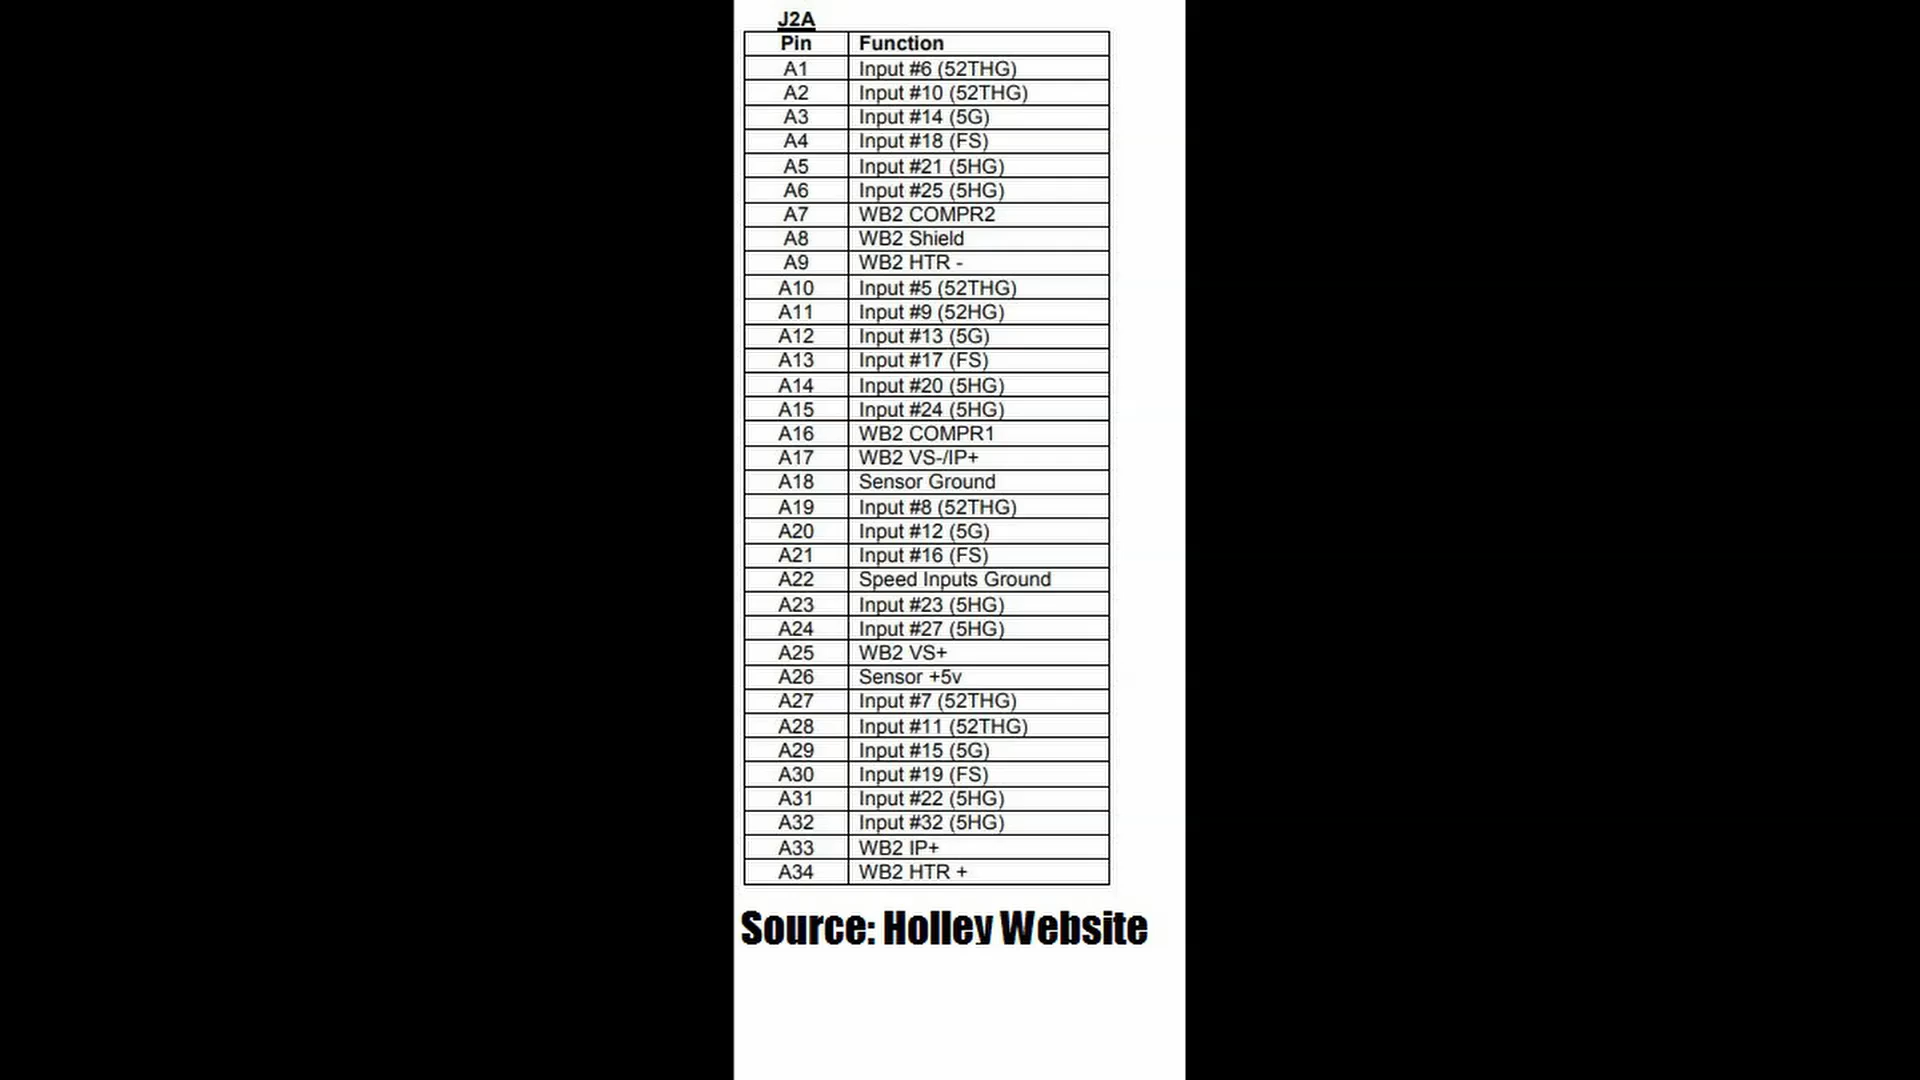 J2A
Pin Function
A1 Input #6 (52THG)
A2 Input #10 (52THG)
A3 Input #14 (5G)
A4 Input #18 (FS)
A5 Input #21 (5HG)
A6 Input #25 (5HG)
A7 WB2 COMPR2
A8 WB2 Shield
A9 WB2 HTR -
A10 Input #5 (52THG)
A11 Input #9 (52HG)
A12 Input #13 (5G)
A13 Input #17 (FS)
A14 Input #20 (5HG)
A15 Input #24 (5HG)
A16 WB2 COMPR1
A17 WB2 VS-/IP+
A18 Sensor Ground
A19 Input #8 (52THG)
A20 Input #12 (5G)
A21 Input #16 (FS)
A22 Speed Inputs Ground
A23 Input #23 (5HG)
A24 Input #27 (5HG)
A25 WB2 VS+
A26 Sensor +5v
A27 Input #7 (52THG)
A28 Input #11 (52THG)
A29 Input #15 (5G)
A30 Input #19 (FS)
A31 Input #22 (5HG)
A32 Input #32 (5HG)
A33 WB2 IP+
A34 WB2 HTR +
Source: Holley Website